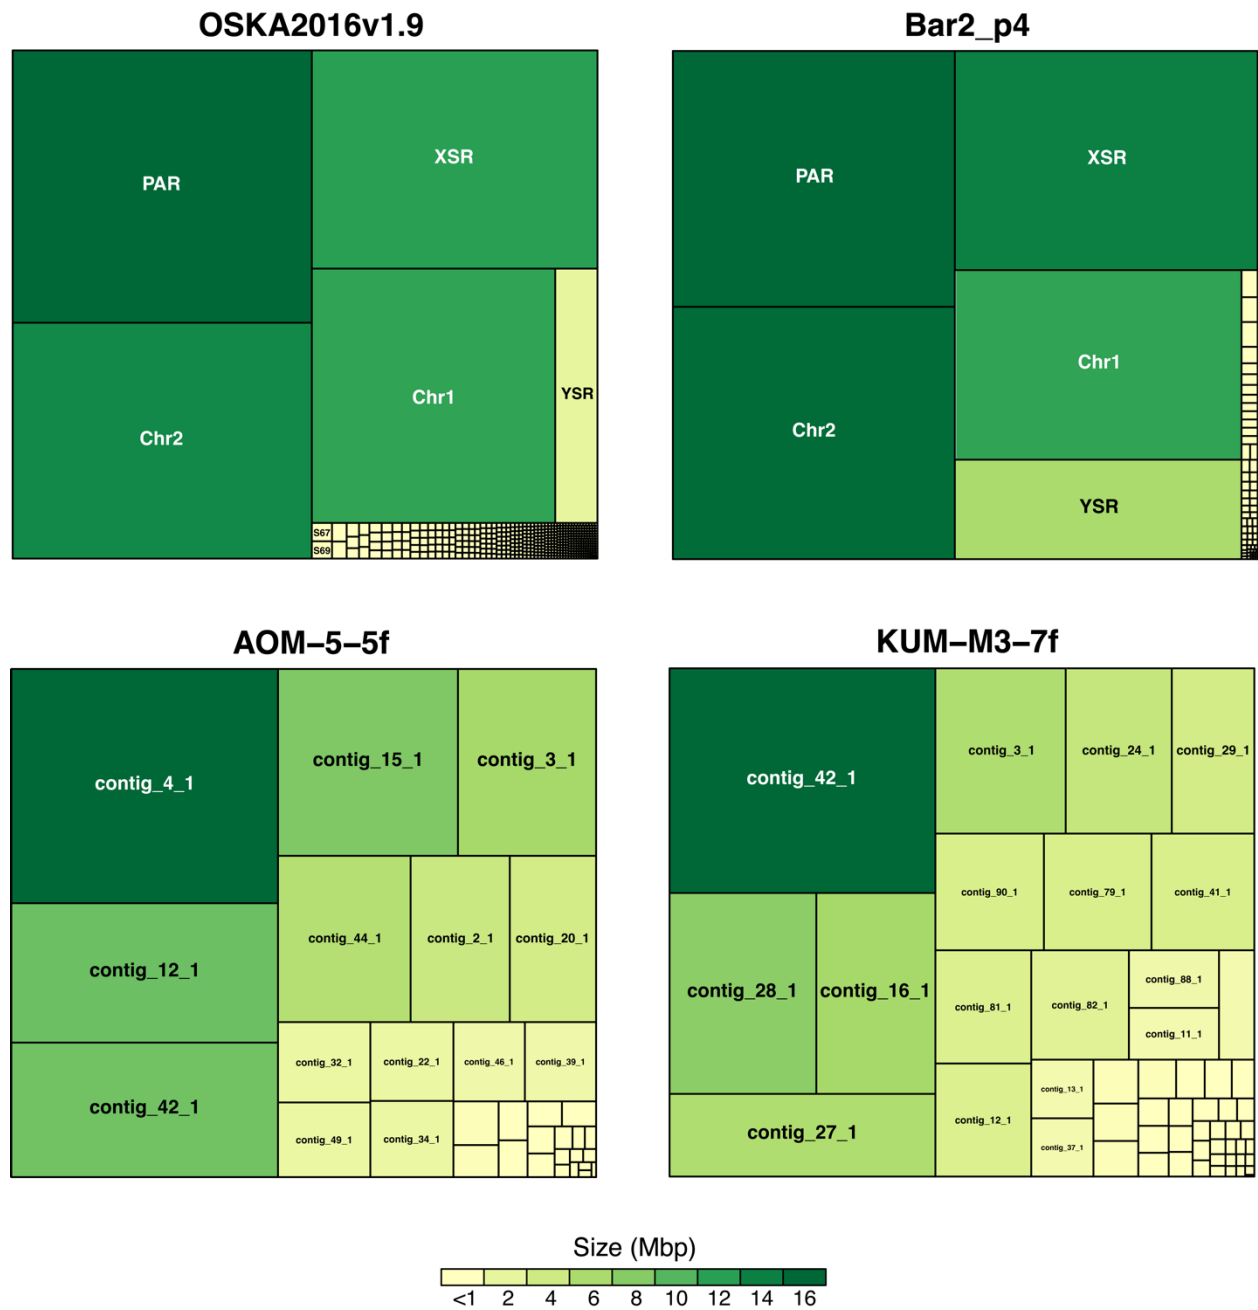 OSKA2016v1.9
PAR
XSR
Chr2
Chr1
YSR
S67
S69
Bar2_p4
PAR
XSR
Chr2
Chr1
YSR
AOM−5−5f
contig_4_1
contig_15_1
contig_3_1
contig_12_1
contig_44_1
contig_2_1
contig_20_1
contig_42_1
contig_32_1
contig_22_1
contig_46_1
contig_39_1
contig_49_1
contig_34_1
KUM−M3−7f
contig_42_1
contig_3_1
contig_24_1
contig_29_1
contig_90_1
contig_79_1
contig_41_1
contig_28_1
contig_16_1
contig_81_1
contig_82_1
contig_88_1
contig_11_1
contig_27_1
contig_12_1
contig_13_1
contig_37_1
Size (Mbp)
<1 2 4 6 8 10 12 14 16